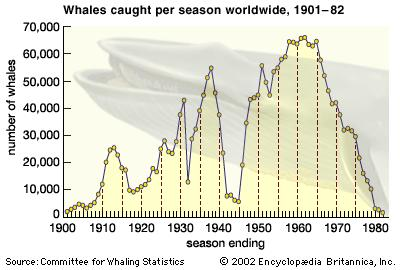 Whales caught per season worldwide, 1901–82
number of whales
70,000
60,000
50,000
40,000
30,000
20,000
10,000
0
1900 1910 1920 1930 1940 1950 1960 1970 1980
season ending
Source: Committee for Whaling Statistics © 2002 Encyclopædia Britannica, Inc.